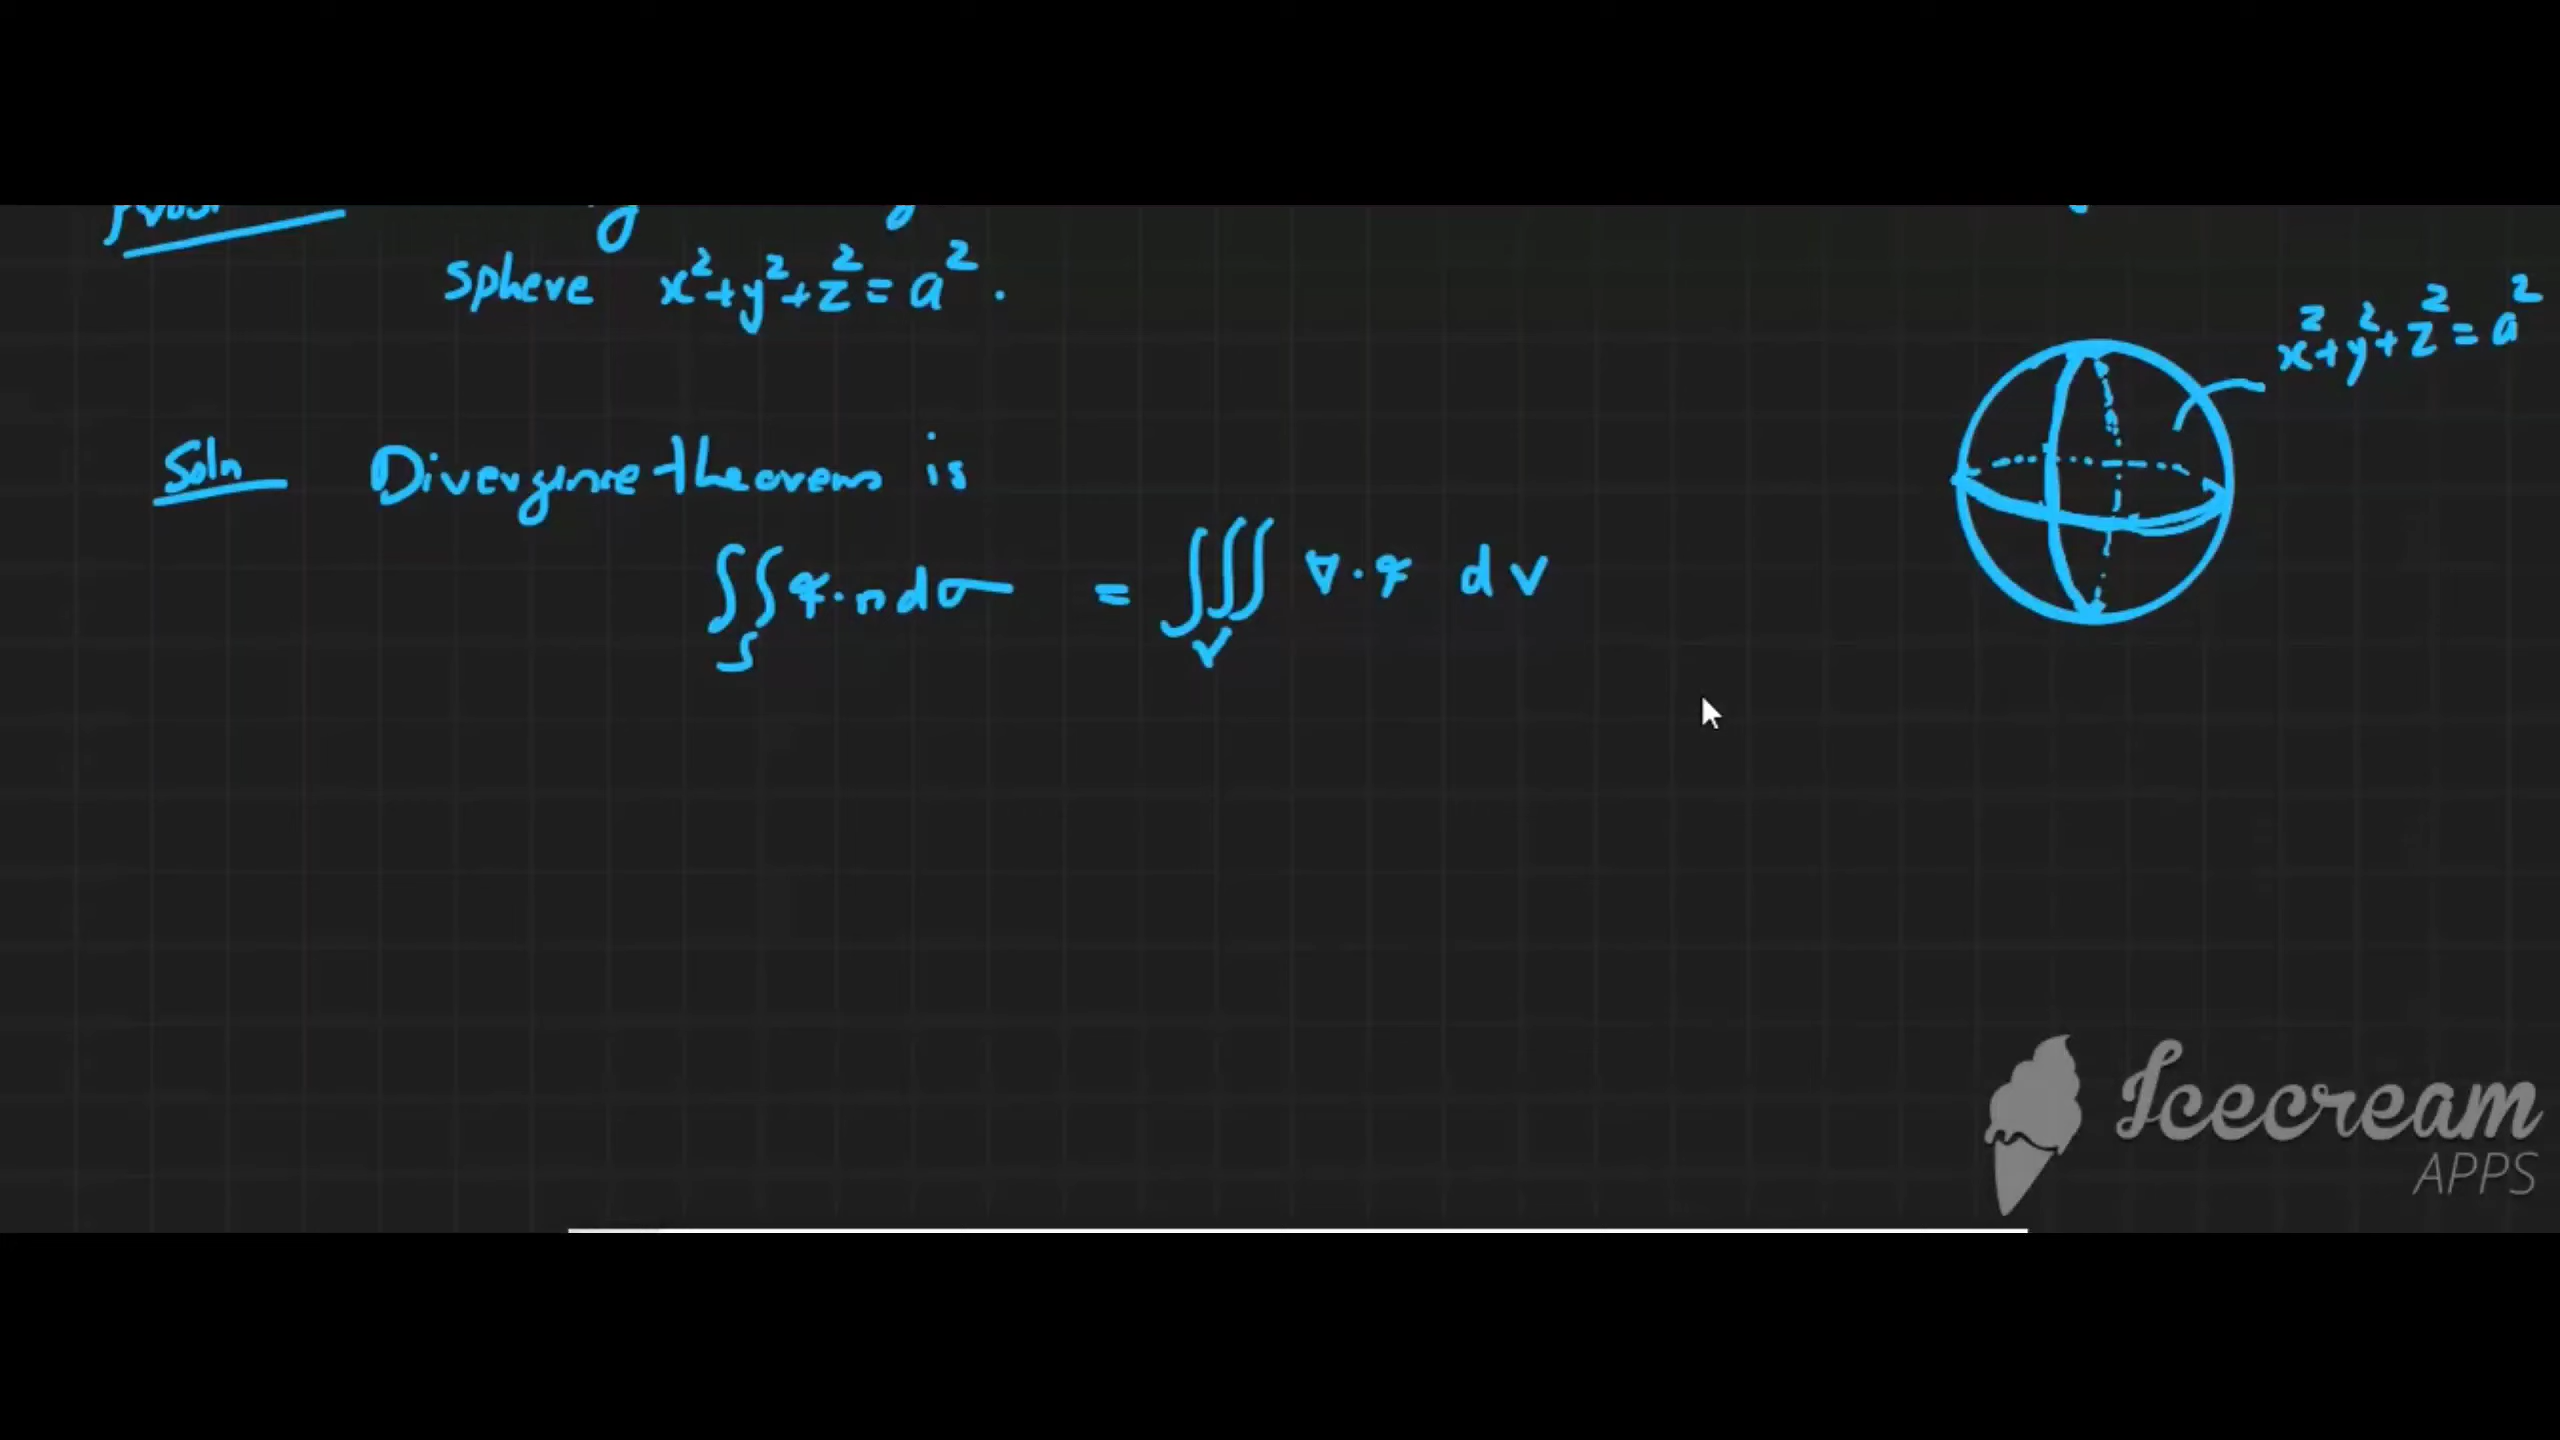 sphere x²+y²+z²=a².
x²+y²+z²=a²
Soln Divergence theorem is
∬_S F·n dσ = ∭_V ∇·F dv
Icecream
APPS